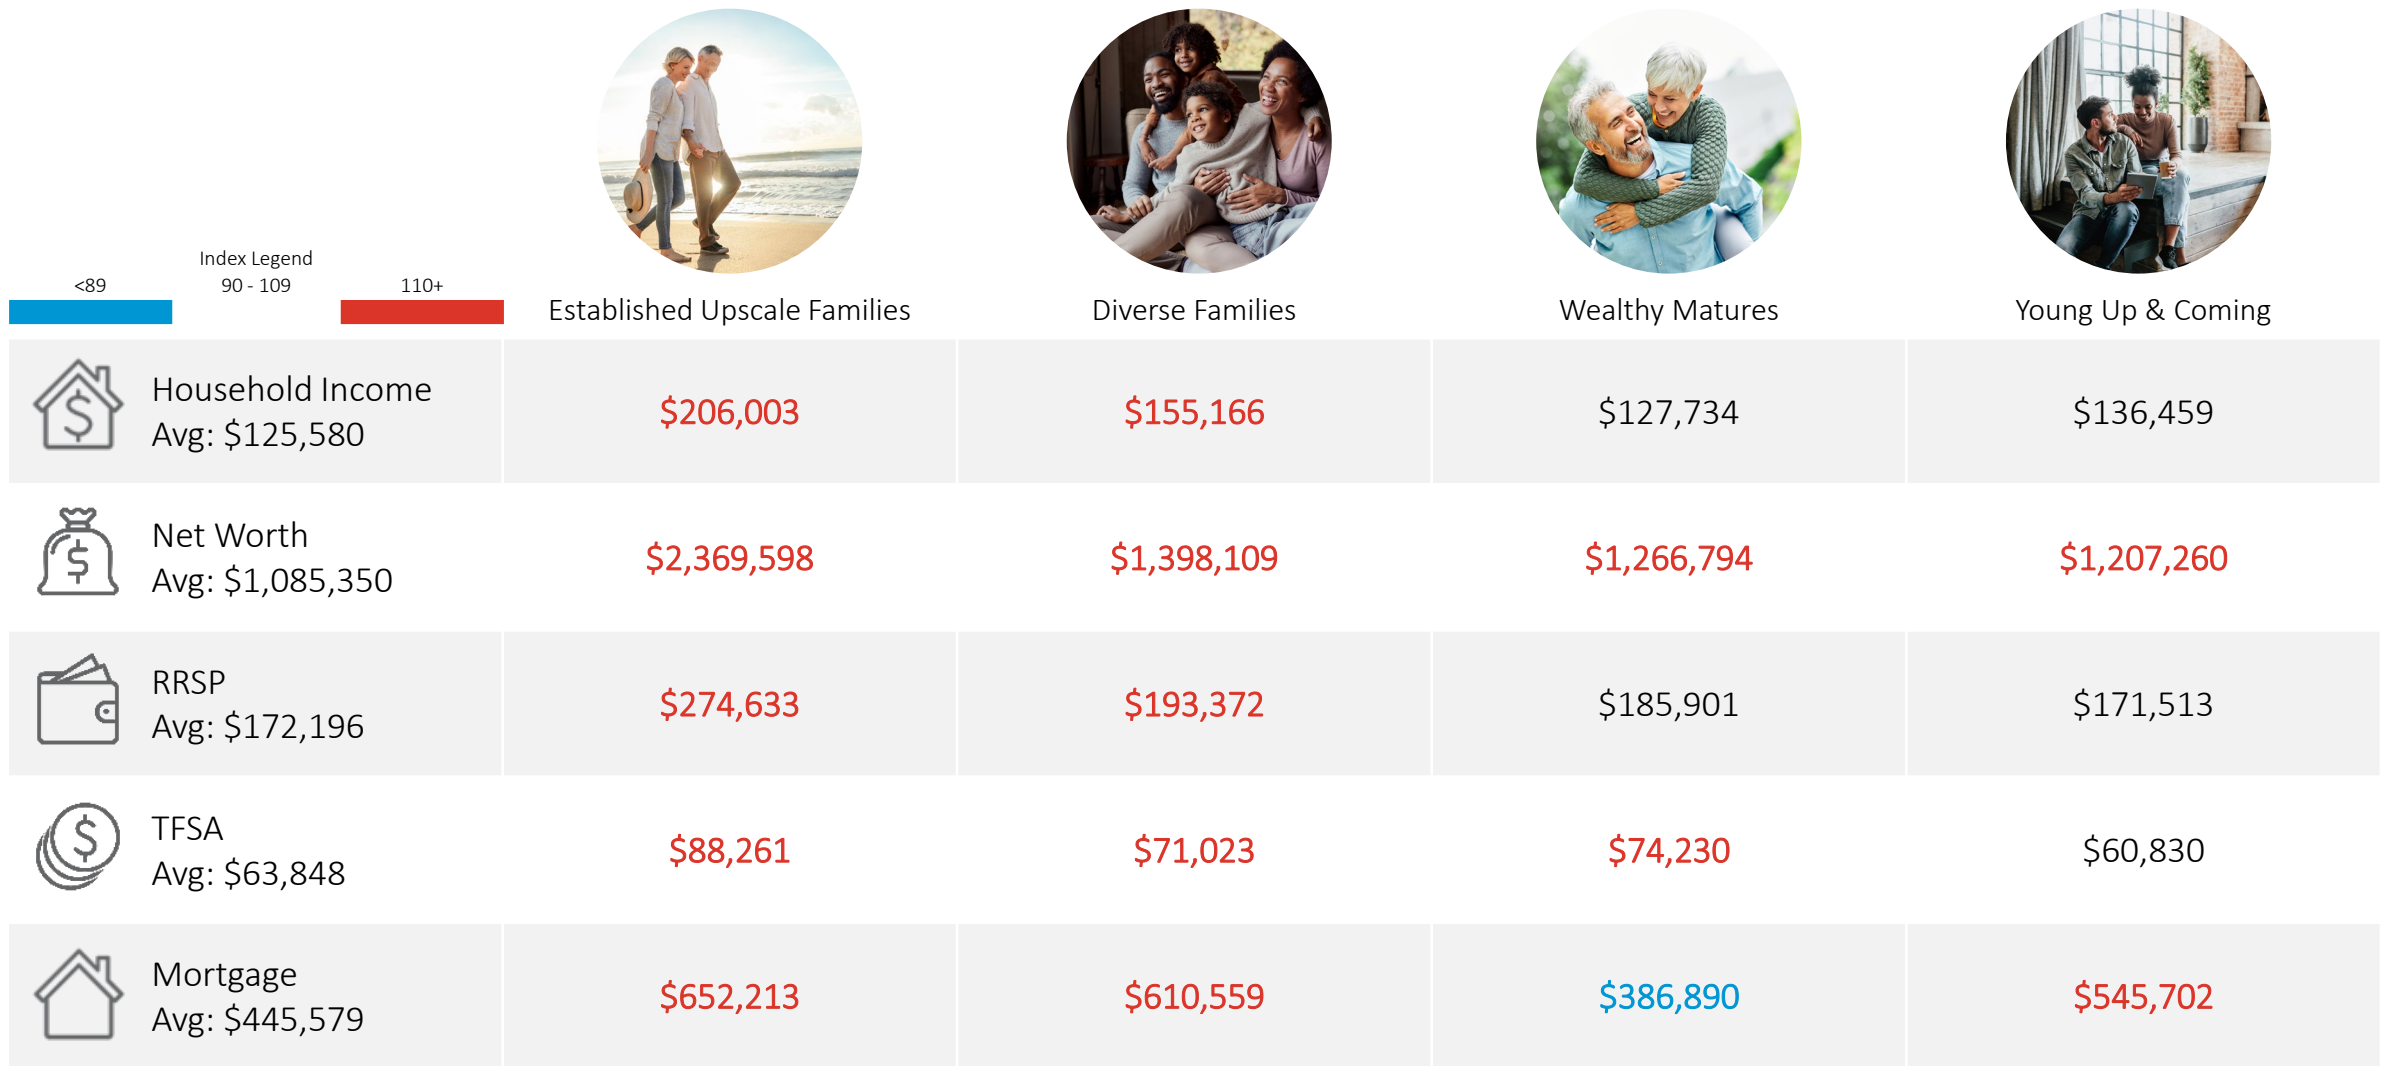 Index Legend
<89 90 - 109 110+
Established Upscale Families Diverse Families Wealthy Matures Young Up & Coming
Household Income
Avg: $125,580
$206,003 $155,166 $127,734 $136,459
Net Worth
Avg: $1,085,350
$2,369,598 $1,398,109 $1,266,794 $1,207,260
RRSP
Avg: $172,196
$274,633 $193,372 $185,901 $171,513
TFSA
Avg: $63,848
$88,261 $71,023 $74,230 $60,830
Mortgage
Avg: $445,579
$652,213 $610,559 $386,890 $545,702